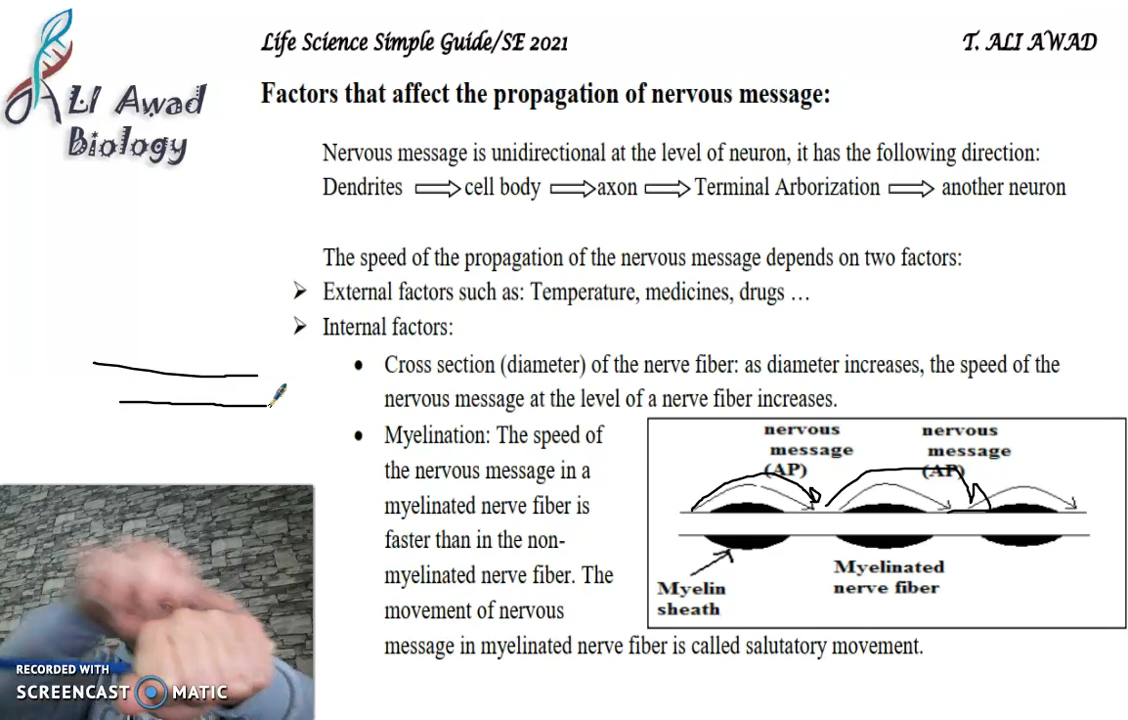 Life Science Simple Guide/SE 2021
T. ALI AWAD
ALI Awad
Biology
Factors that affect the propagation of nervous message:
Nervous message is unidirectional at the level of neuron, it has the following direction:
Dendrites ⇒ cell body ⇒ axon ⇒ Terminal Arborization ⇒ another neuron
The speed of the propagation of the nervous message depends on two factors:
➢ External factors such as: Temperature, medicines, drugs …
➢ Internal factors:
• Cross section (diameter) of the nerve fiber: as diameter increases, the speed of the
nervous message at the level of a nerve fiber increases.
• Myelination: The speed of
the nervous message in a
myelinated nerve fiber is
faster than in the non-
myelinated nerve fiber. The
movement of nervous
message in myelinated nerve fiber is called salutatory movement.
nervous
message
(AP)
nervous
message
(AP)
Myelin
sheath
Myelinated
nerve fiber
RECORDED WITH
SCREENCAST MATIC